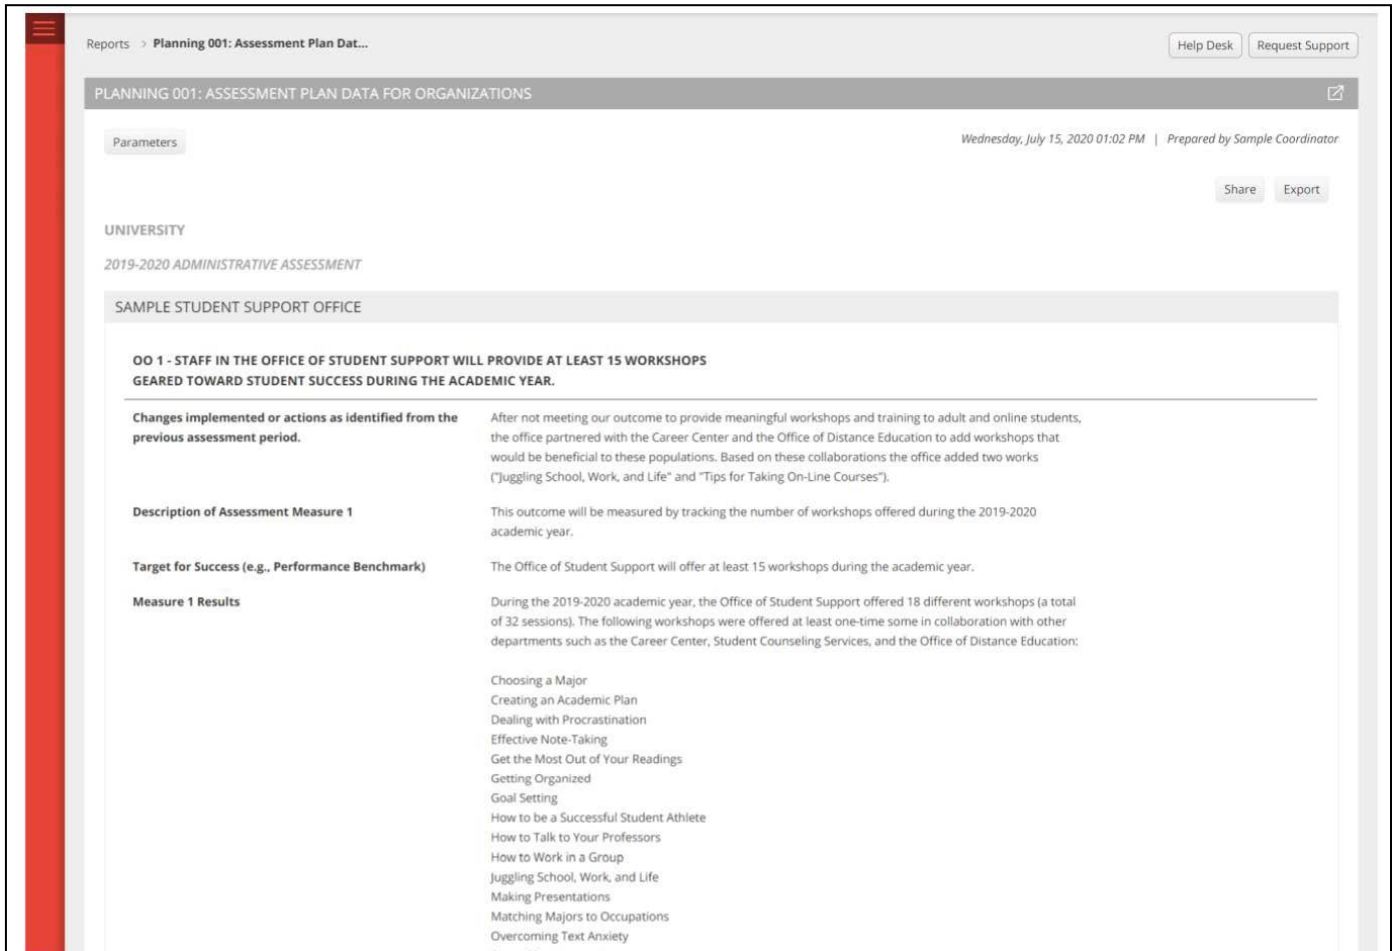 Reports > Planning 001: Assessment Plan Dat...
Help Desk
Request Support
PLANNING 001: ASSESSMENT PLAN DATA FOR ORGANIZATIONS
Parameters
Wednesday, July 15, 2020 01:02 PM | Prepared by Sample Coordinator
Share
Export
UNIVERSITY
2019-2020 ADMINISTRATIVE ASSESSMENT
SAMPLE STUDENT SUPPORT OFFICE
OO 1 - STAFF IN THE OFFICE OF STUDENT SUPPORT WILL PROVIDE AT LEAST 15 WORKSHOPS
GEARED TOWARD STUDENT SUCCESS DURING THE ACADEMIC YEAR.
Changes implemented or actions as identified from the
previous assessment period.
After not meeting our outcome to provide meaningful workshops and training to adult and online students,
the office partnered with the Career Center and the Office of Distance Education to add workshops that
would be beneficial to these populations. Based on these collaborations the office added two works
("Juggling School, Work, and Life" and "Tips for Taking On-Line Courses").
Description of Assessment Measure 1
This outcome will be measured by tracking the number of workshops offered during the 2019-2020
academic year.
Target for Success (e.g., Performance Benchmark)
The Office of Student Support will offer at least 15 workshops during the academic year.
Measure 1 Results
During the 2019-2020 academic year, the Office of Student Support offered 18 different workshops (a total
of 32 sessions). The following workshops were offered at least one-time some in collaboration with other
departments such as the Career Center, Student Counseling Services, and the Office of Distance Education:
Choosing a Major
Creating an Academic Plan
Dealing with Procrastination
Effective Note-Taking
Get the Most Out of Your Readings
Getting Organized
Goal Setting
How to be a Successful Student Athlete
How to Talk to Your Professors
How to Work in a Group
Juggling School, Work, and Life
Making Presentations
Matching Majors to Occupations
Overcoming Text Anxiety